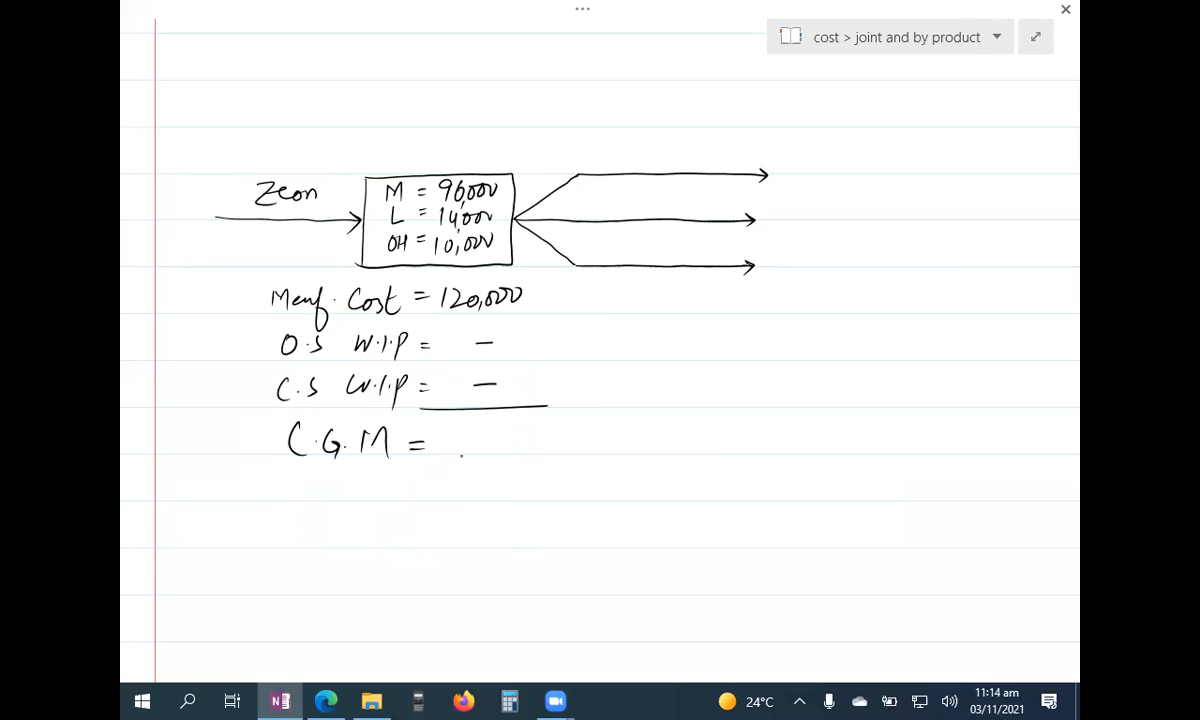 cost > joint and by product
Zeon
M = 96,000
L = 14,000
OH = 10,000
Manf. Cost = 120,000
O.S W.I.P = -
C.S W.I.P = -
C.G.M =
24°C
11:14 am
03/11/2021